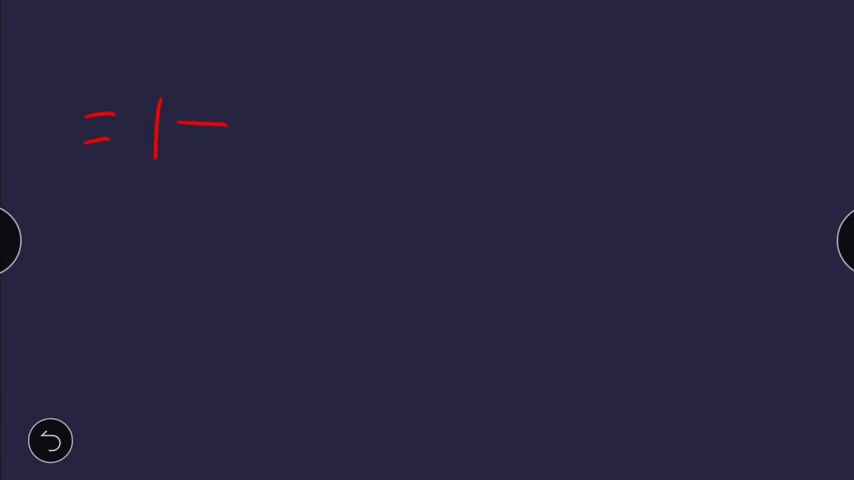 = 1 -